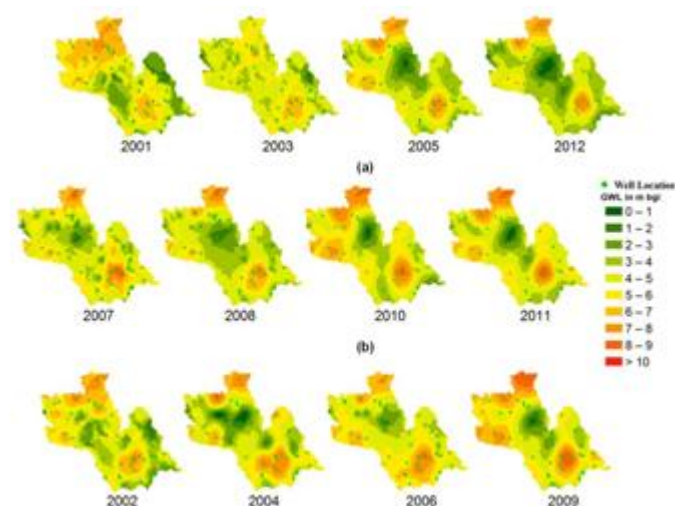 2001 2003 2005 2012
(a)
Well Location
GWL in m bgl
0 – 1
1 – 2
2 – 3
3 – 4
4 – 5
5 – 6
6 – 7
7 – 8
8 – 9
> 10
2007 2008 2010 2011
(b)
2002 2004 2006 2009